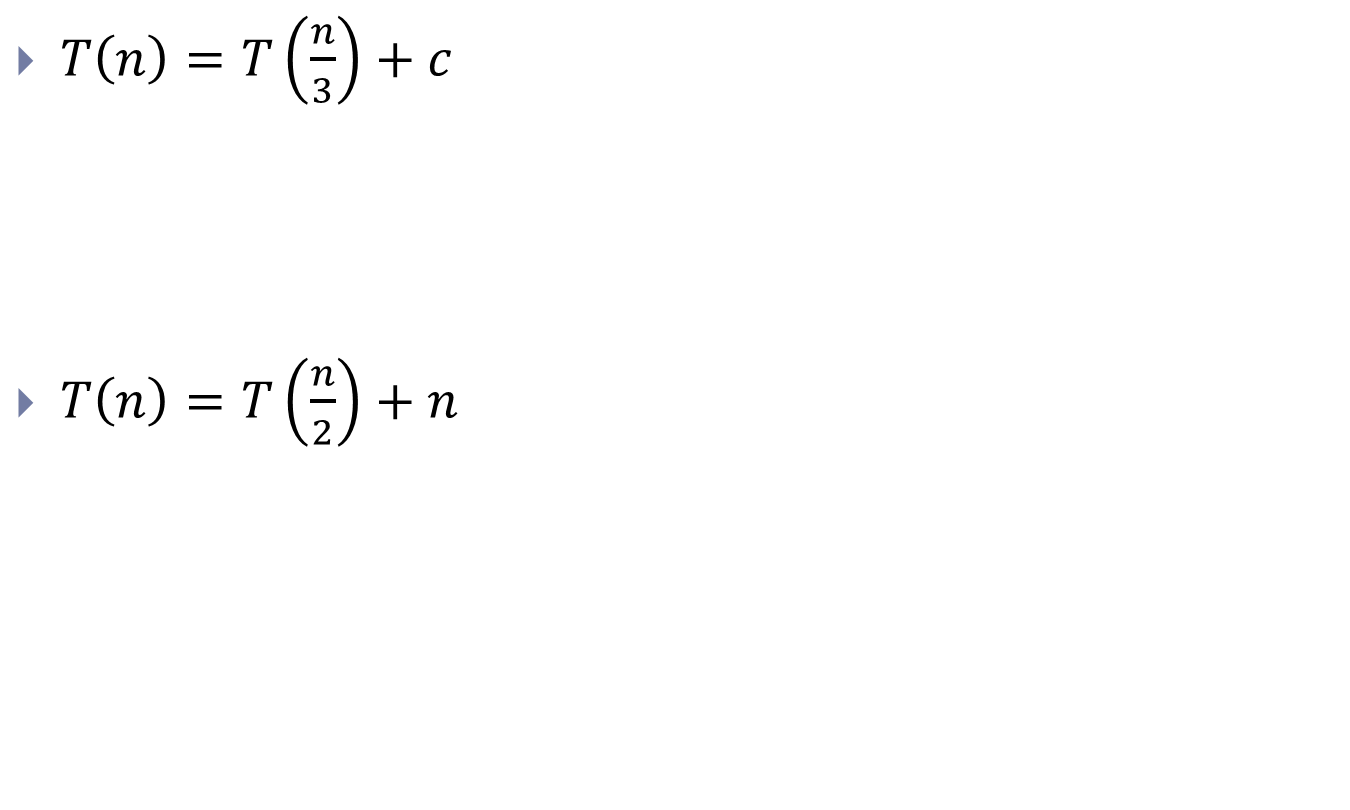 𝑇(𝑛) = 𝑇(𝑛/3) + 𝑐
𝑇(𝑛) = 𝑇(𝑛/2) + 𝑛